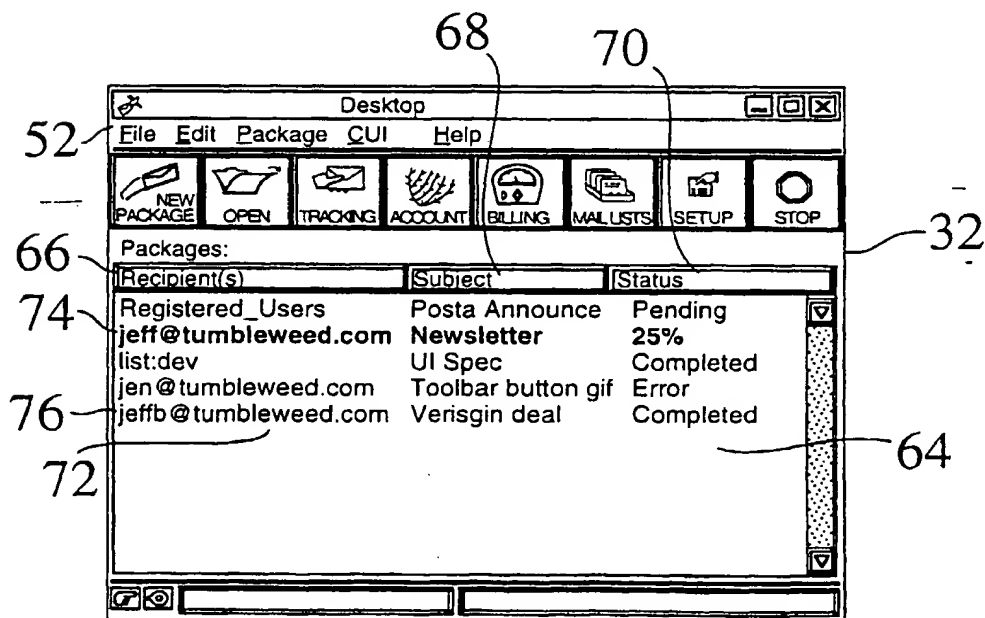 68
70
Desktop
52
File Edit Package CUI Help
NEW PACKAGE OPEN TRACKING ACCOUNT BILLING MAIL LISTS SETUP STOP
Packages:
32
66
Recipient(s) Subject Status
Registered_Users Posta Announce Pending
74
jeff@tumbleweed.com Newsletter 25%
list:dev UI Spec Completed
jen@tumbleweed.com Toolbar button gif Error
76
jeffb@tumbleweed.com Verisgin deal Completed
72
64